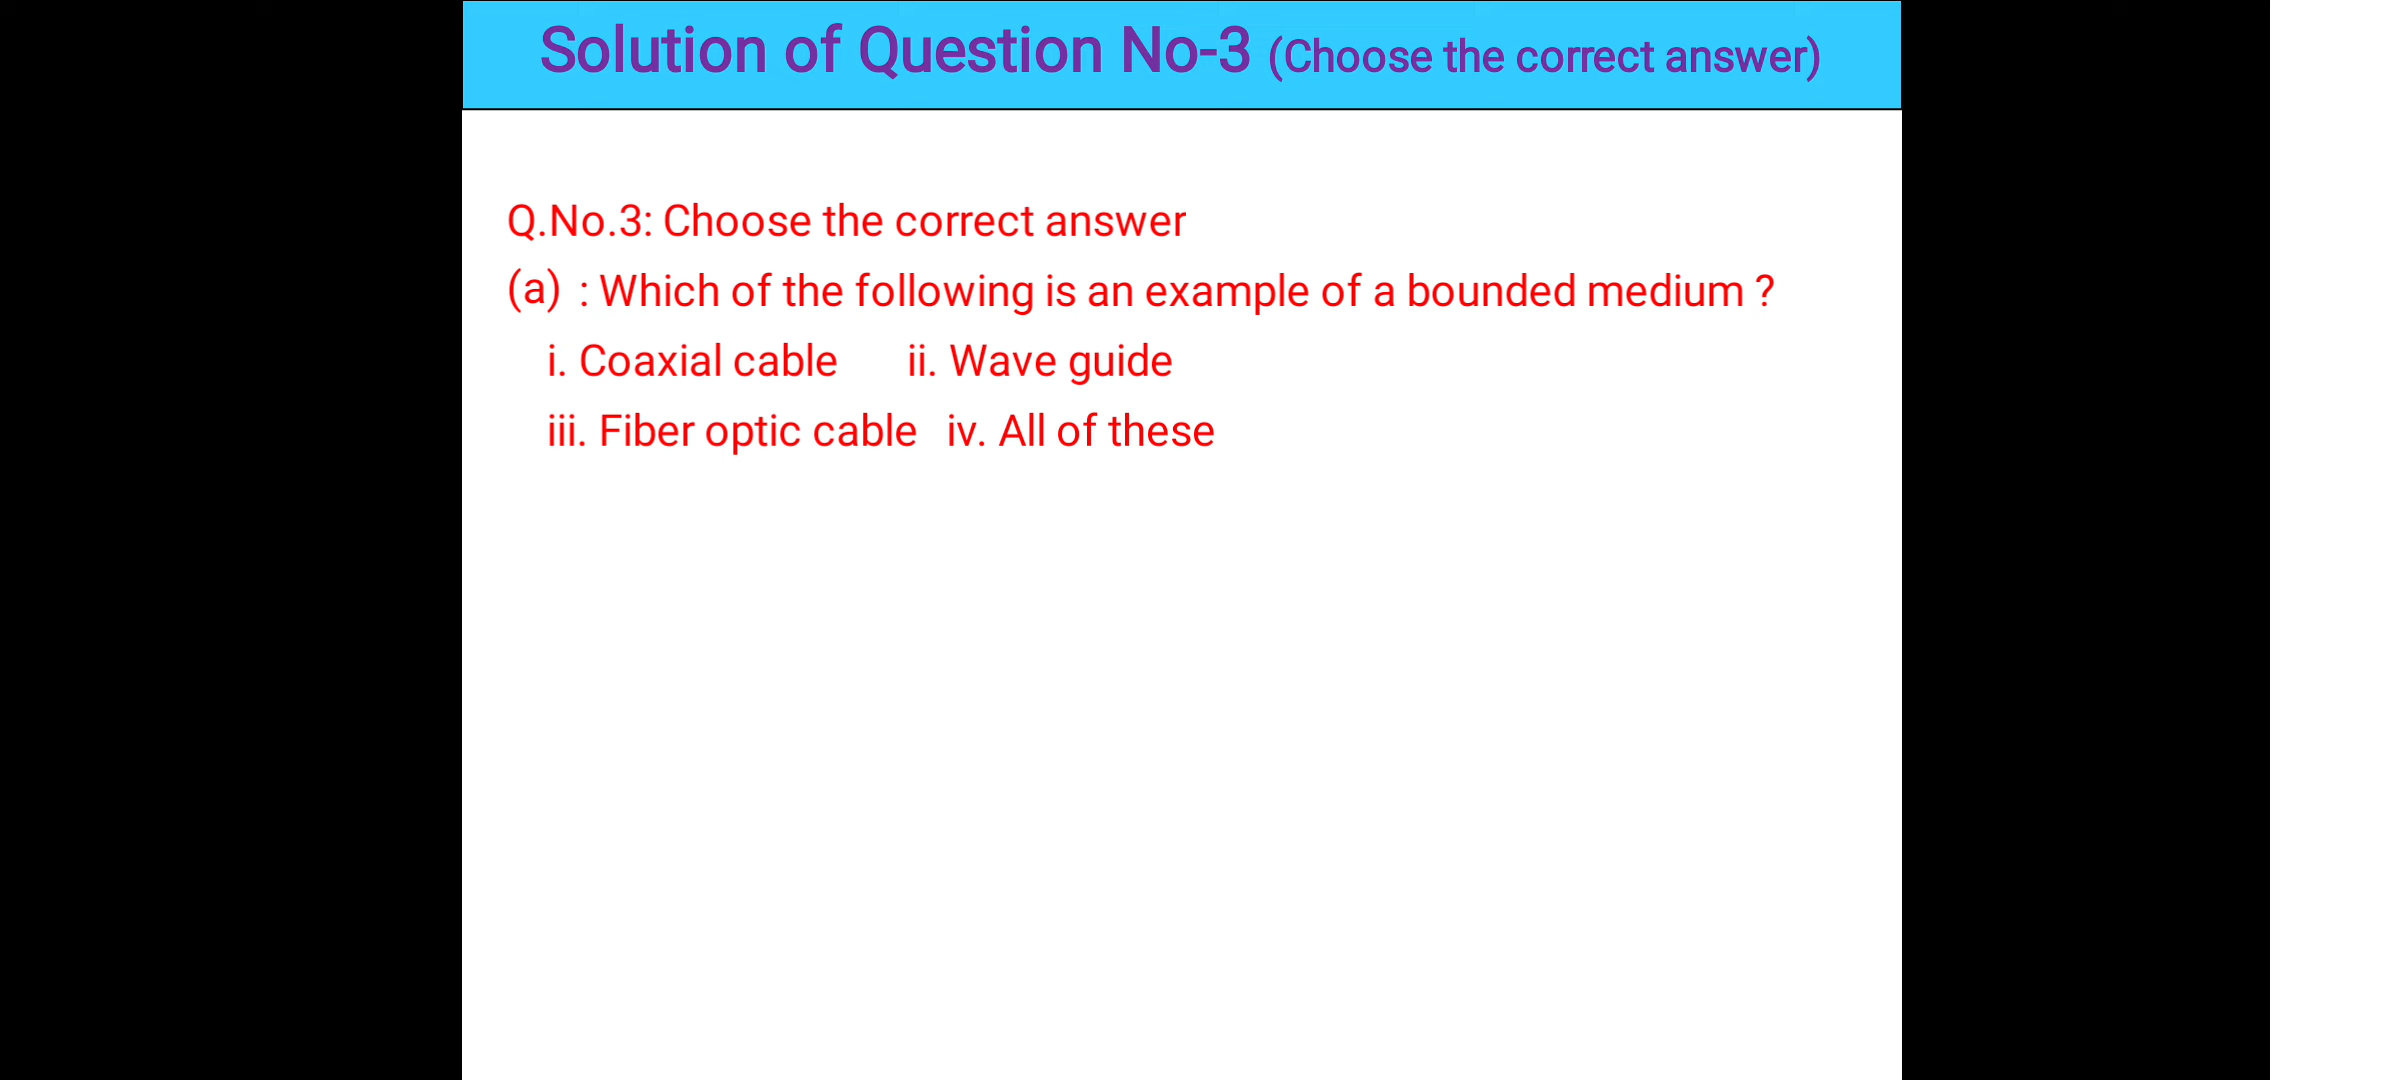 Solution of Question No-3 (Choose the correct answer)
Q.No.3: Choose the correct answer
(a) : Which of the following is an example of a bounded medium ?
i. Coaxial cable ii. Wave guide
iii. Fiber optic cable iv. All of these